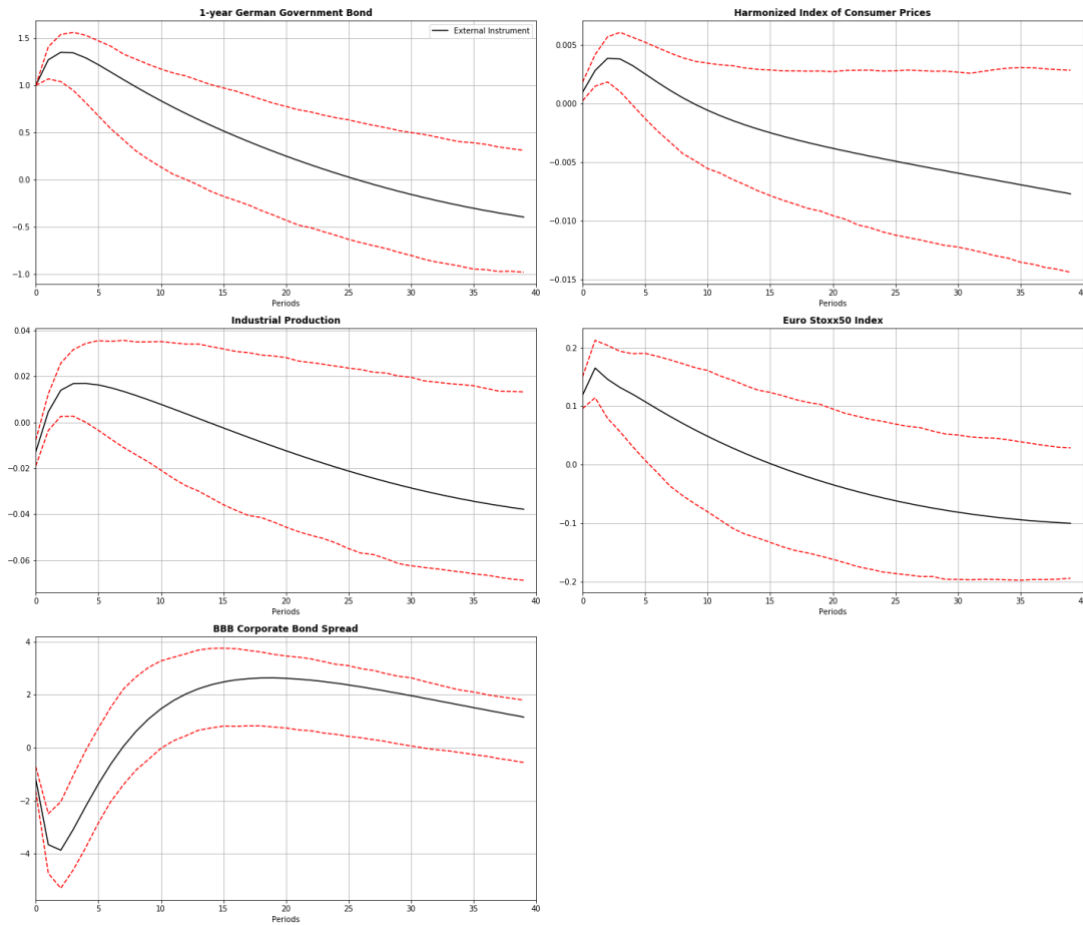 1-year German Government Bond
External Instrument
1.5
1.0
0.5
0.0
−0.5
−1.0
0 5 10 15 20 25 30 35 40
Periods
Harmonized Index of Consumer Prices
0.005
0.000
−0.005
−0.010
−0.015
0 5 10 15 20 25 30 35 40
Periods
Industrial Production
0.04
0.02
0.00
−0.02
−0.04
−0.06
0 5 10 15 20 25 30 35 40
Periods
Euro Stoxx50 Index
0.2
0.1
0.0
−0.1
−0.2
0 5 10 15 20 25 30 35 40
Periods
BBB Corporate Bond Spread
4
2
0
−2
−4
0 5 10 15 20 25 30 35 40
Periods